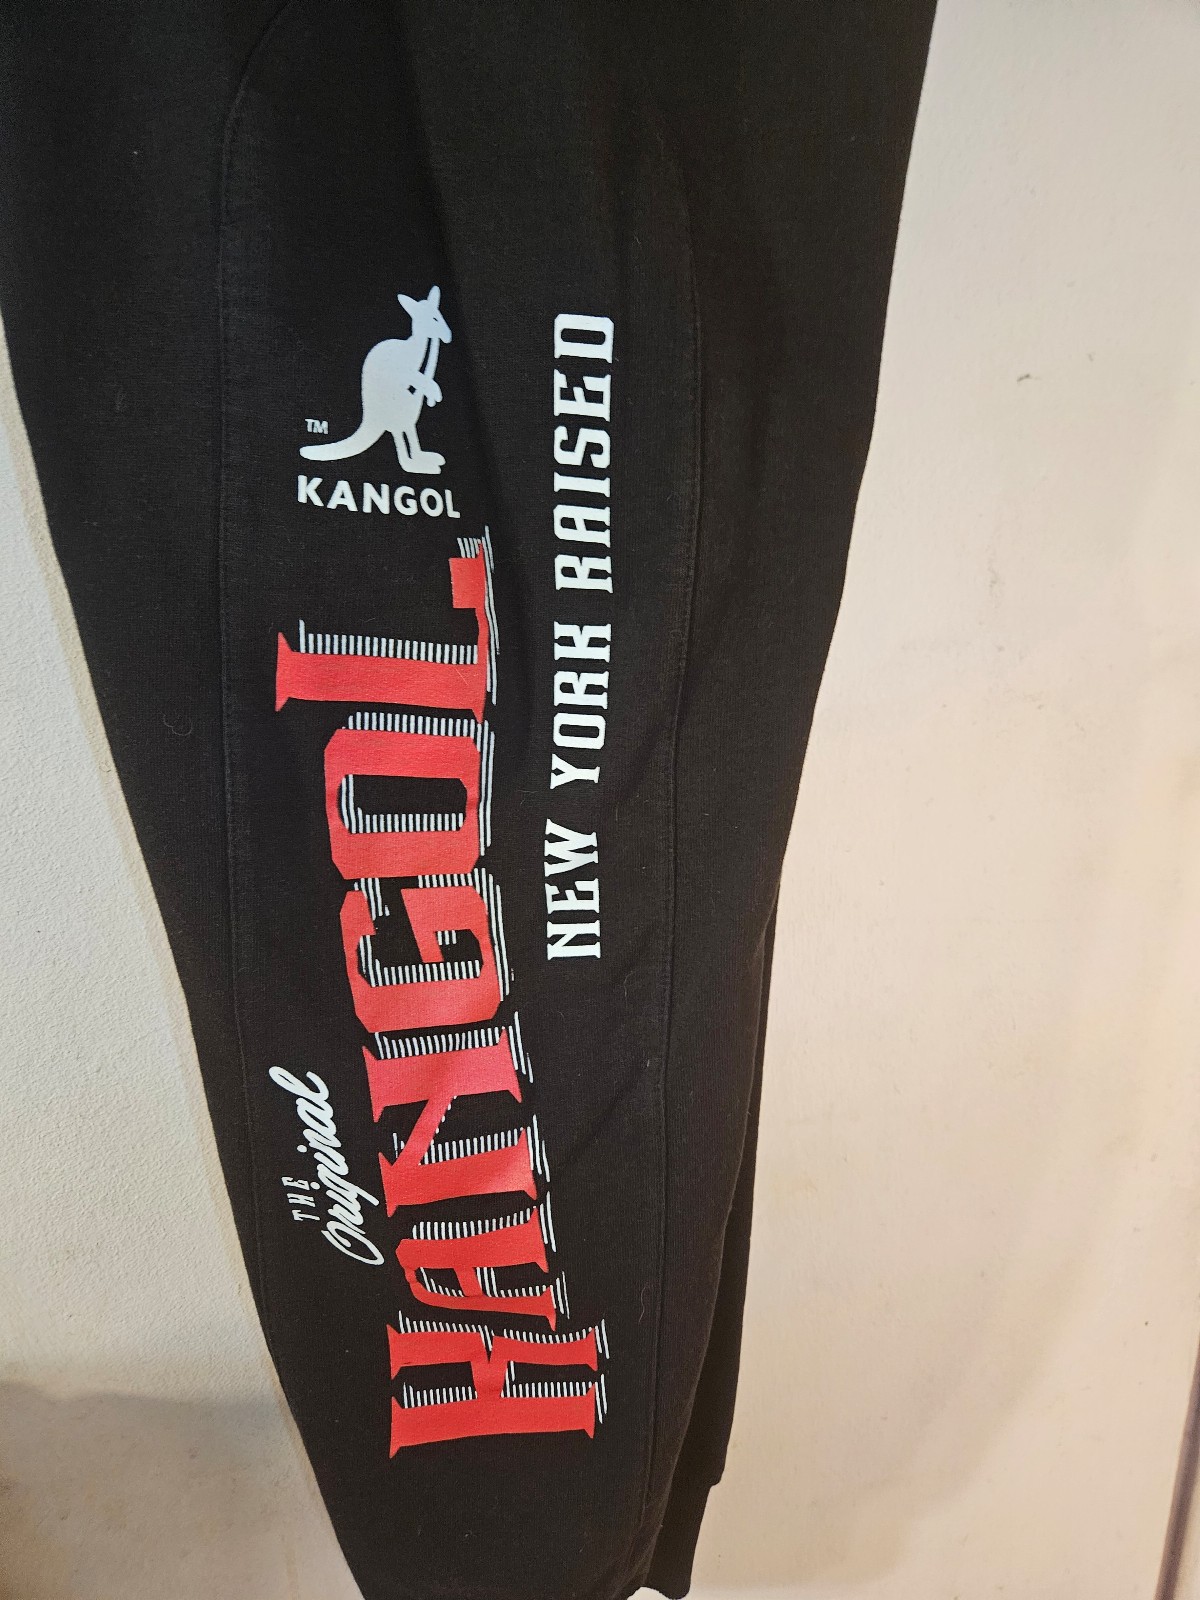 TM
KANGOL
THE
Original
KANGOL
NEW YORK RAISED